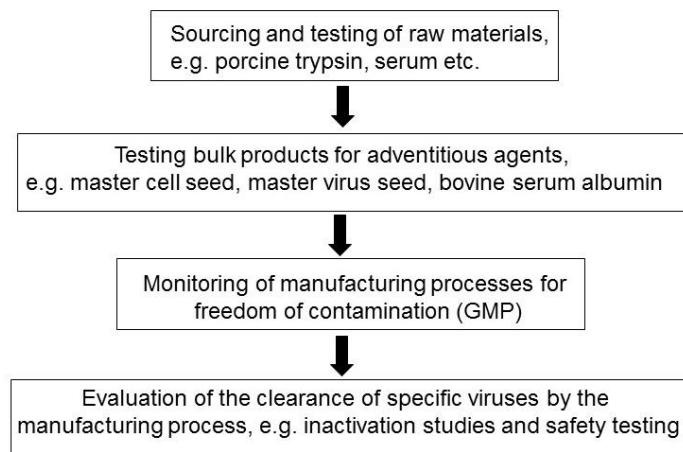 Sourcing and testing of raw materials,
e.g. porcine trypsin, serum etc.
Testing bulk products for adventitious agents,
e.g. master cell seed, master virus seed, bovine serum albumin
Monitoring of manufacturing processes for
freedom of contamination (GMP)
Evaluation of the clearance of specific viruses by the
manufacturing process, e.g. inactivation studies and safety testing